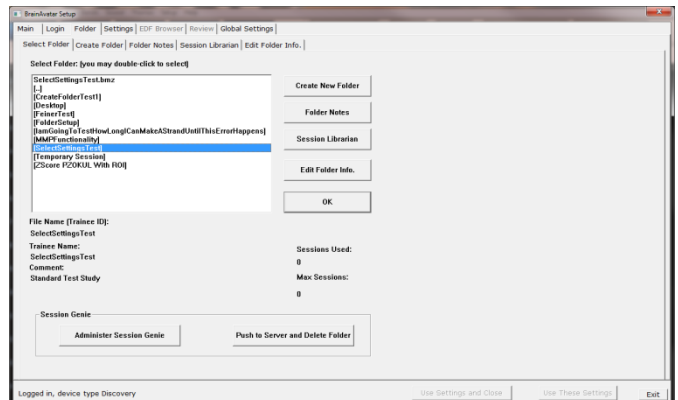 BrainAvatar Setup
Main Login Folder Settings EDF Browser Review Global Settings
Select Folder Create Folder Folder Notes Session Librarian Edit Folder Info.
Select Folder: (you may double-click to select)
SelectSettingsTest.bmz
[..]
[CreateFolderTest1]
[Desktop]
[FeinerTest]
[FolderSetup]
[IamGoingToTestHowLongICanMakeAStrandUntilThisErrorHappens]
[MMPFunctionality]
[SelectSettingsTest]
[Temporary Session]
[ZScore PZOKUL With ROI]
Create New Folder
Folder Notes
Session Librarian
Edit Folder Info.
OK
File Name (Trainee ID):
SelectSettingsTest
Trainee Name:
SelectSettingsTest
Comment:
Standard Test Study
Sessions Used:
0
Max Sessions:
0
Session Genie
Administer Session Genie
Push to Server and Delete Folder
Logged in, device type Discovery
Use Settings and Close
Use These Settings
Exit